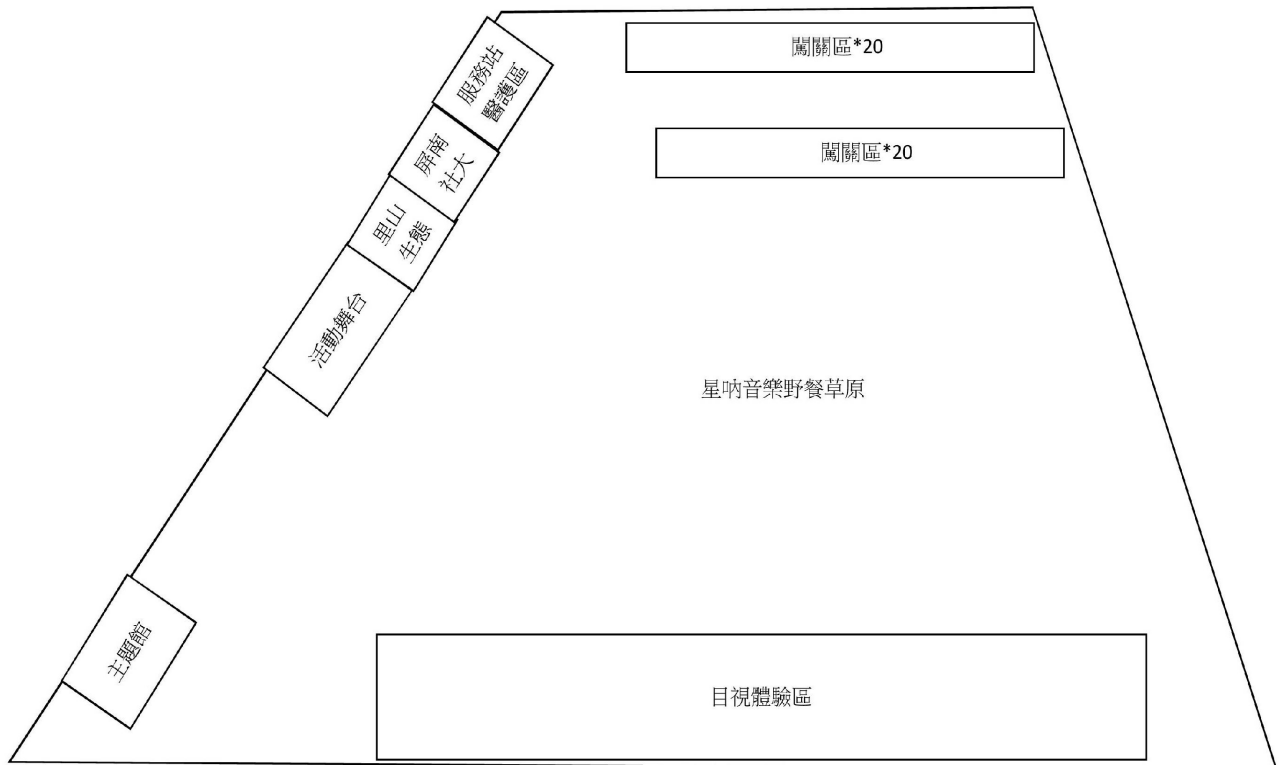 服務站
醫護區
闖關區*20
屏南
社大
闖關區*20
里山
生態
活動舞台
星吶音樂野餐草原
主題館
目視體驗區